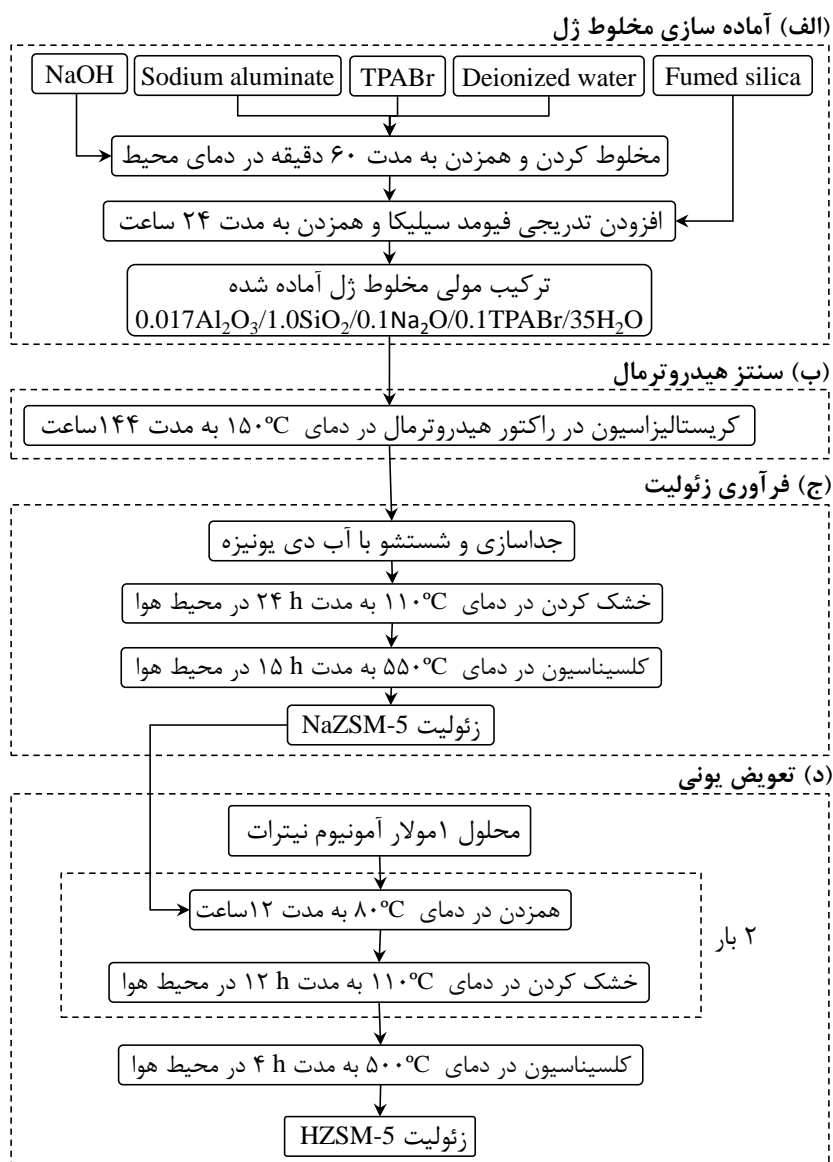 (الف) آماده سازی مخلوط ژل
NaOH
Sodium aluminate
TPABr
Deionized water
Fumed silica
مخلوط کردن و همزدن به مدت ۶۰ دقیقه در دمای محیط
افزودن تدریجی فیومد سیلیکا و همزدن به مدت ۲۴ ساعت
ترکیب مولی مخلوط ژل آماده شده
0.017Al₂O₃/1.0SiO₂/0.1Na₂O/0.1TPABr/35H₂O
(ب) سنتز هیدروترمال
کریستالیزاسیون در راکتور هیدروترمال در دمای ۱۵۰ºC به مدت ۱۴۴ساعت
(ج) فرآوری زئولیت
جداسازی و شستشو با آب دی یونیزه
خشک کردن در دمای ۱۱۰ºC به مدت ۲۴ h در محیط هوا
کلسیناسیون در دمای ۵۵۰ºC به مدت ۱۵ h در محیط هوا
زئولیت NaZSM-5
(د) تعویض یونی
محلول ۱مولار آمونیوم نیترات
همزدن در دمای ۸۰ºC به مدت ۱۲ساعت
۲ بار
خشک کردن در دمای ۱۱۰ºC به مدت ۱۲ h در محیط هوا
کلسیناسیون در دمای ۵۰۰ºC به مدت ۴ h در محیط هوا
زئولیت HZSM-5